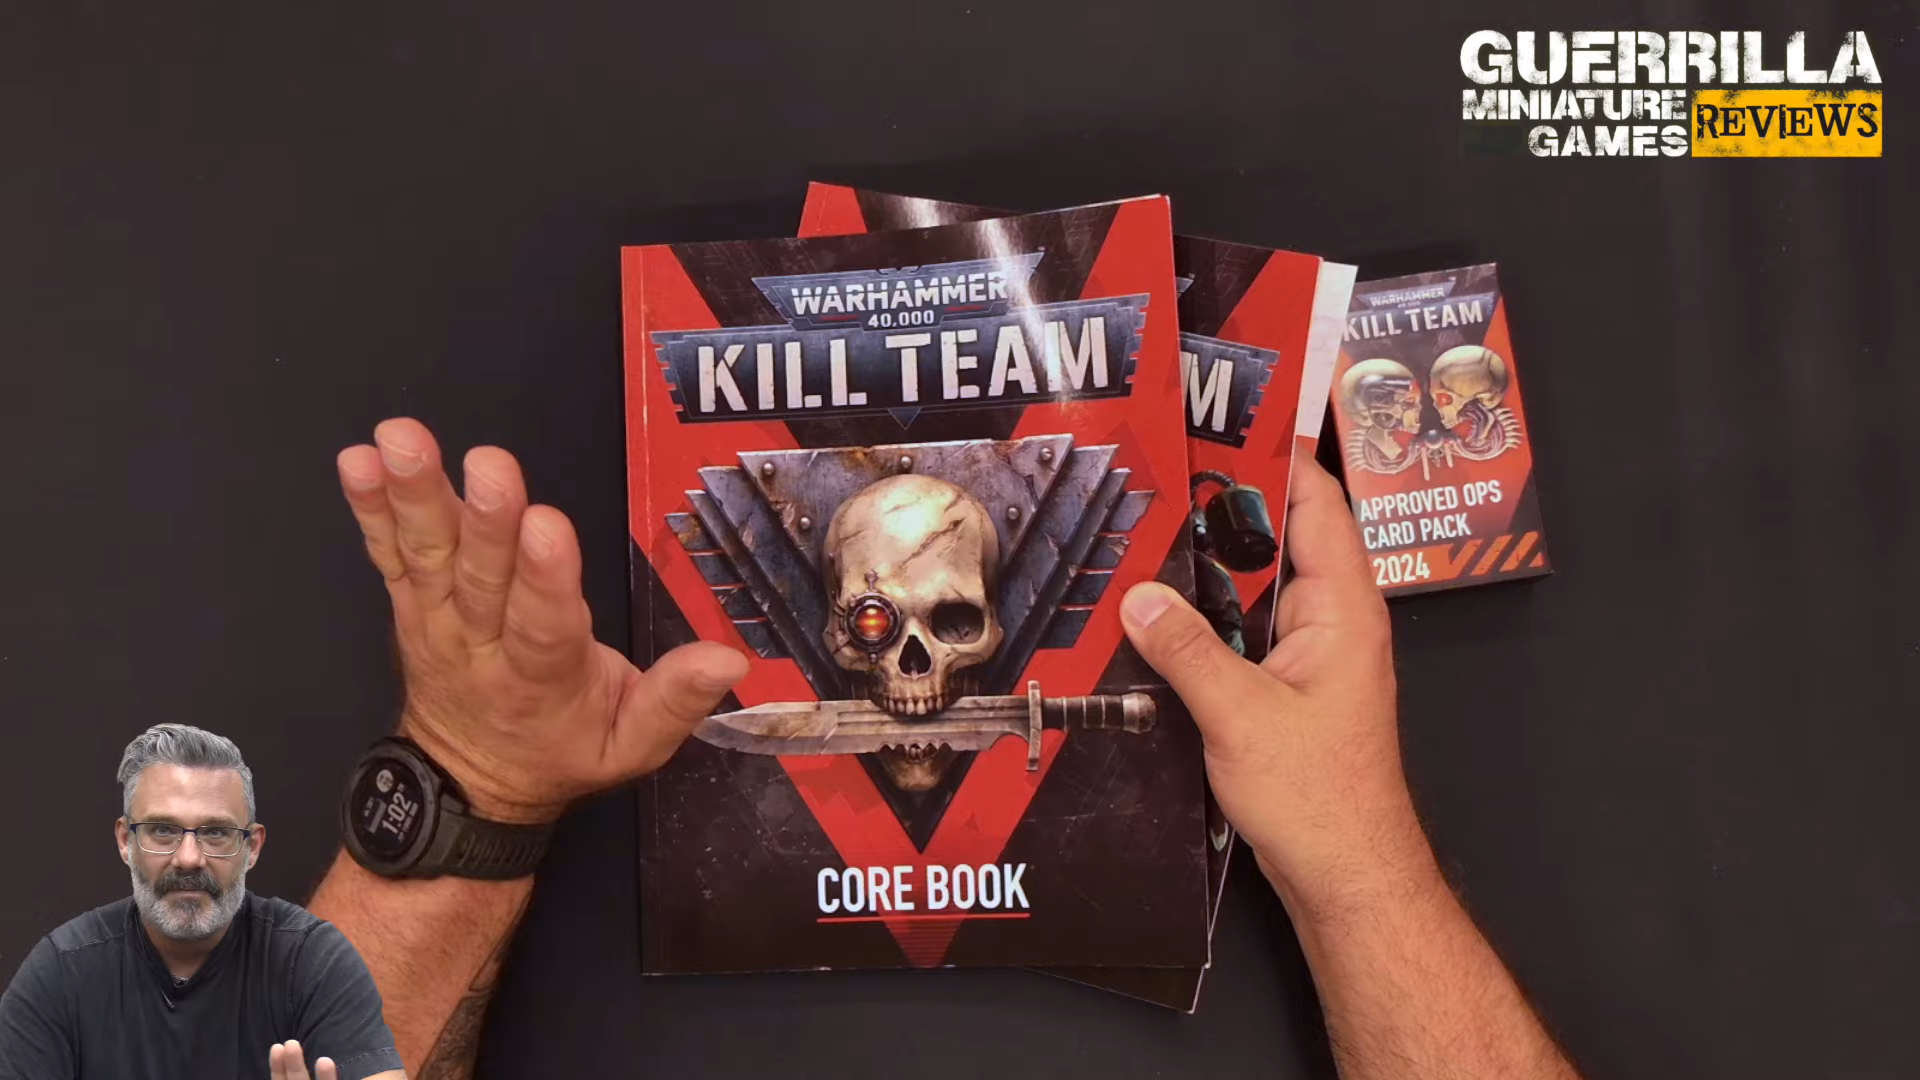 GUERRILLA
MINIATURE
GAMES
REVIEWS
WARHAMMER
40,000
KILL TEAM
CORE BOOK
M
WARHAMMER
KILL TEAM
APPROVED OPS
CARD PACK
2024
1:02